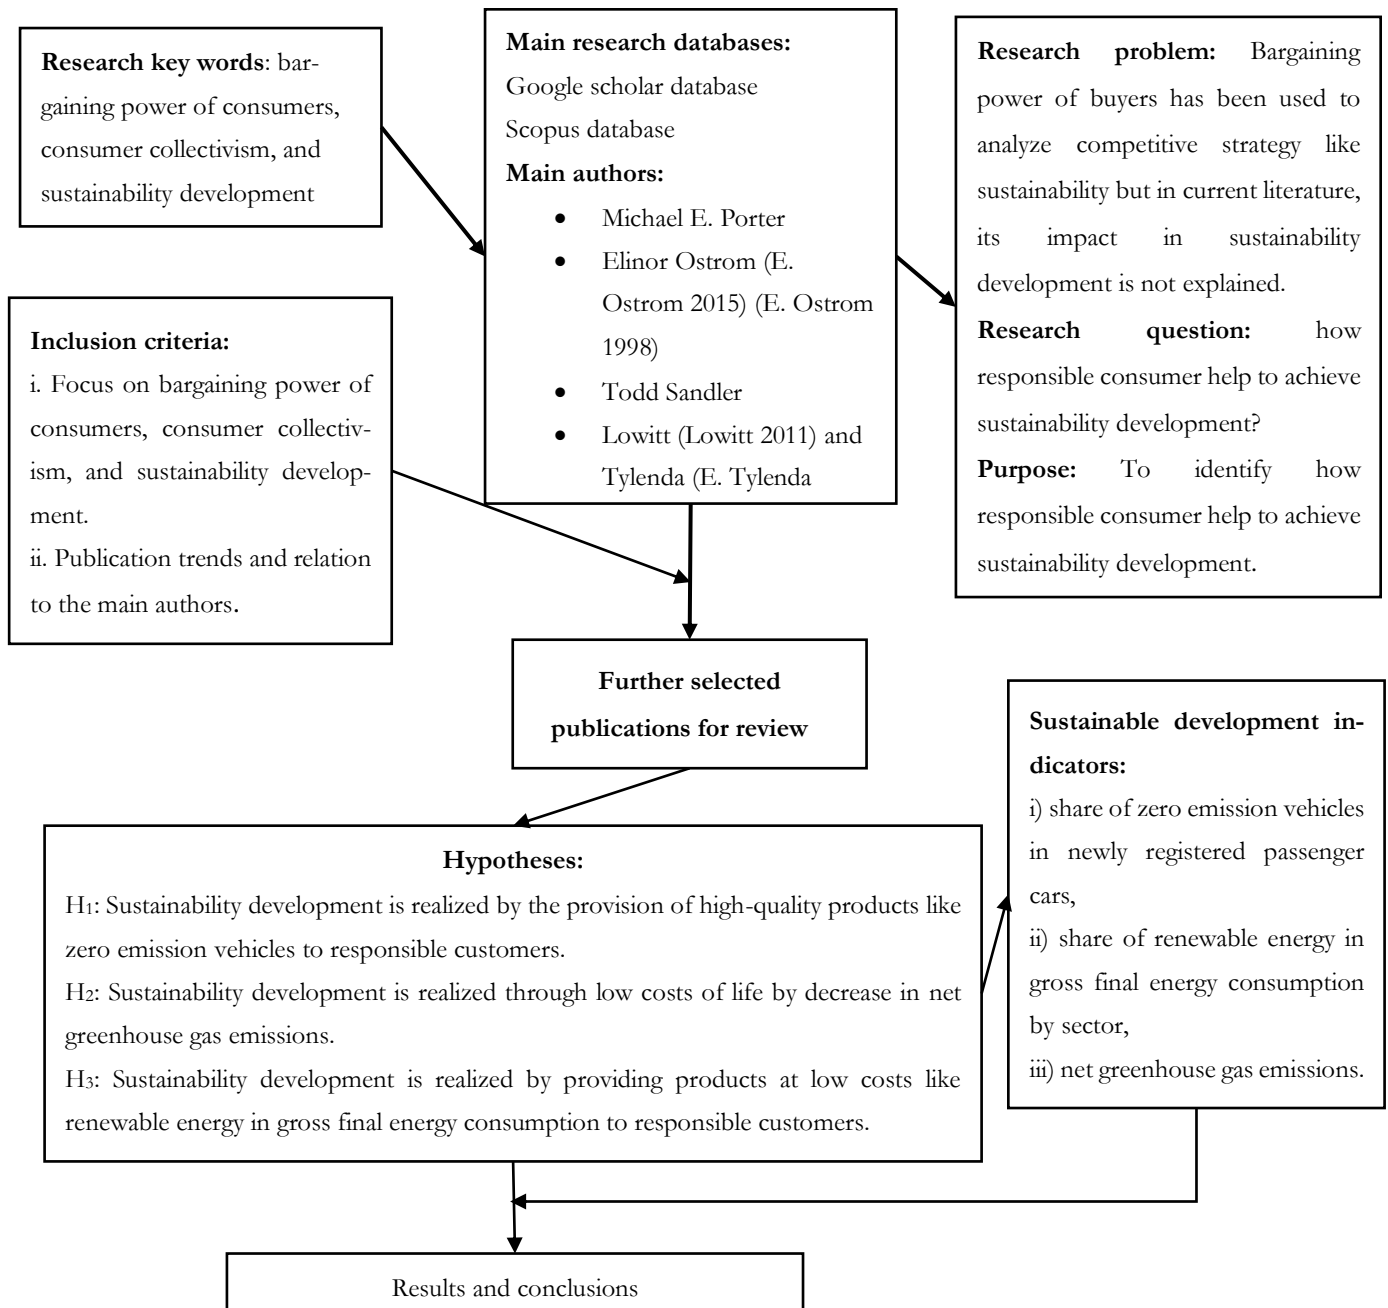 Research key words: bar-
gaining power of consumers,
consumer collectivism, and
sustainability development
Main research databases:
Google scholar database
Scopus database
Main authors:
• Michael E. Porter
• Elinor Ostrom (E.
Ostrom 2015) (E. Ostrom
1998)
• Todd Sandler
• Lowitt (Lowitt 2011) and
Tylenda (E. Tylenda
Research problem: Bargaining
power of buyers has been used to
analyze competitive strategy like
sustainability but in current literature,
its impact in sustainability
development is not explained.
Research question: how
responsible consumer help to achieve
sustainability development?
Purpose: To identify how
responsible consumer help to achieve
sustainability development.
Inclusion criteria:
i. Focus on bargaining power of
consumers, consumer collectiv-
ism, and sustainability develop-
ment.
ii. Publication trends and relation
to the main authors.
Further selected
publications for review
Hypotheses:
H1: Sustainability development is realized by the provision of high-quality products like
zero emission vehicles to responsible customers.
H2: Sustainability development is realized through low costs of life by decrease in net
greenhouse gas emissions.
H3: Sustainability development is realized by providing products at low costs like
renewable energy in gross final energy consumption to responsible customers.
Sustainable development in-
dicators:
i) share of zero emission vehicles
in newly registered passenger
cars,
ii) share of renewable energy in
gross final energy consumption
by sector,
iii) net greenhouse gas emissions.
Results and conclusions